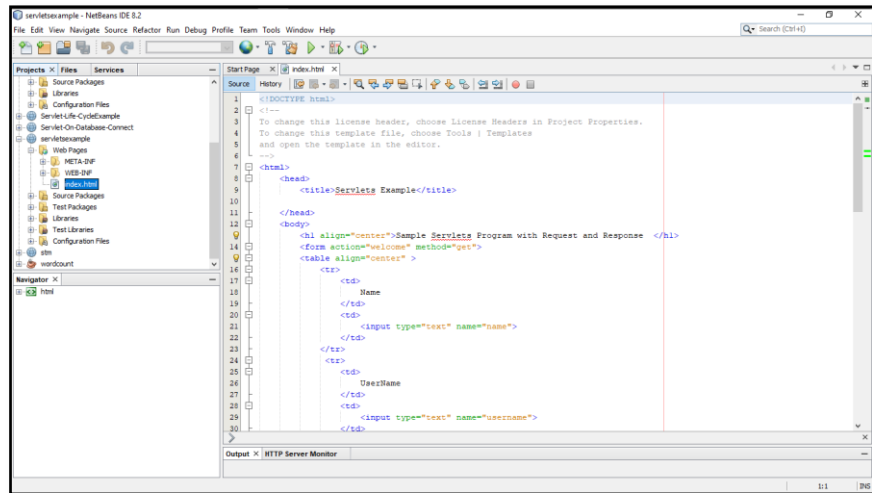 servletsexample - NetBeans IDE 8.2
File Edit View Navigate Source Refactor Run Debug Profile Team Tools Window Help
Search (Ctrl+I)
Projects Files Services
Source Packages
Libraries
Configuration Files
Servlet-Life-CycleExample
Servlet-On-Database-Connect
servletsexample
Web Pages
META-INF
WEB-INF
index.html
Source Packages
Test Packages
Libraries
Test Libraries
Configuration Files
stm
wordcount
Navigator
html
Start Page index.html
Source History
1 <!DOCTYPE html>
2 <!--
3 To change this license header, choose License Headers in Project Properties.
4 To change this template file, choose Tools | Templates
5 and open the template in the editor.
6 -->
7 <html>
8 <head>
9 <title>Servlets Example</title>
10
11 </head>
12 <body>
<h1 align="center">Sample Servlets Program with Request and Response </h1>
14 <form action="welcome" method="get">
<table align="center" >
16 <tr>
17 <td>
18 Name
19 </td>
20 <td>
21 <input type="text" name="name">
22 </td>
23 </tr>
24 <tr>
25 <td>
26 UserName
27 </td>
28 <td>
29 <input type="text" name="username">
30 </td>
Output HTTP Server Monitor
1:1 INS